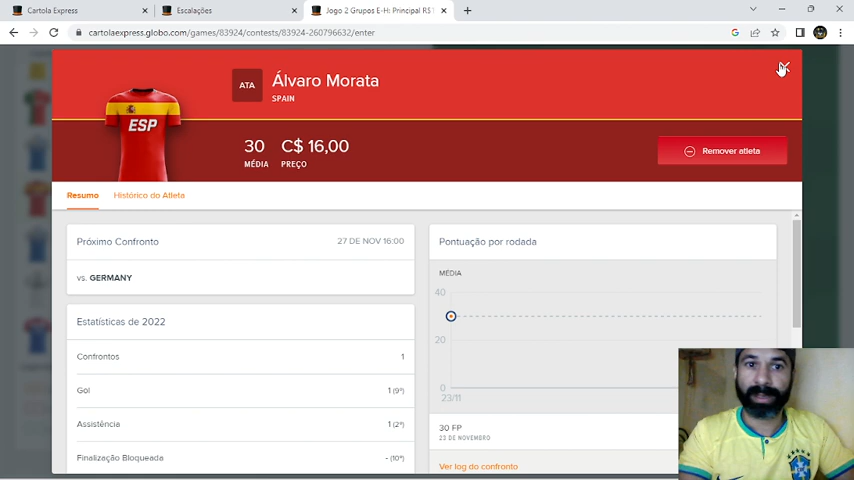 Cartola Express
Escalações
Jogo 2 Grupos E-H: Principal R$
cartolaexpress.globo.com/games/83924/contests/83924-260796632/enter
ATA
Álvaro Morata
SPAIN
ESP
30
C$ 16,00
MÉDIA
PREÇO
Remover atleta
Resumo
Histórico do Atleta
Próximo Confronto
27 DE NOV 16:00
vs. GERMANY
Estatísticas de 2022
Confrontos
1
Gol
1 (9º)
Assistência
1 (2º)
Finalização Bloqueada
- (10º)
Pontuação por rodada
MÉDIA
40
20
0
23/11
30 FP
23 DE NOVEMBRO
Ver log do confronto